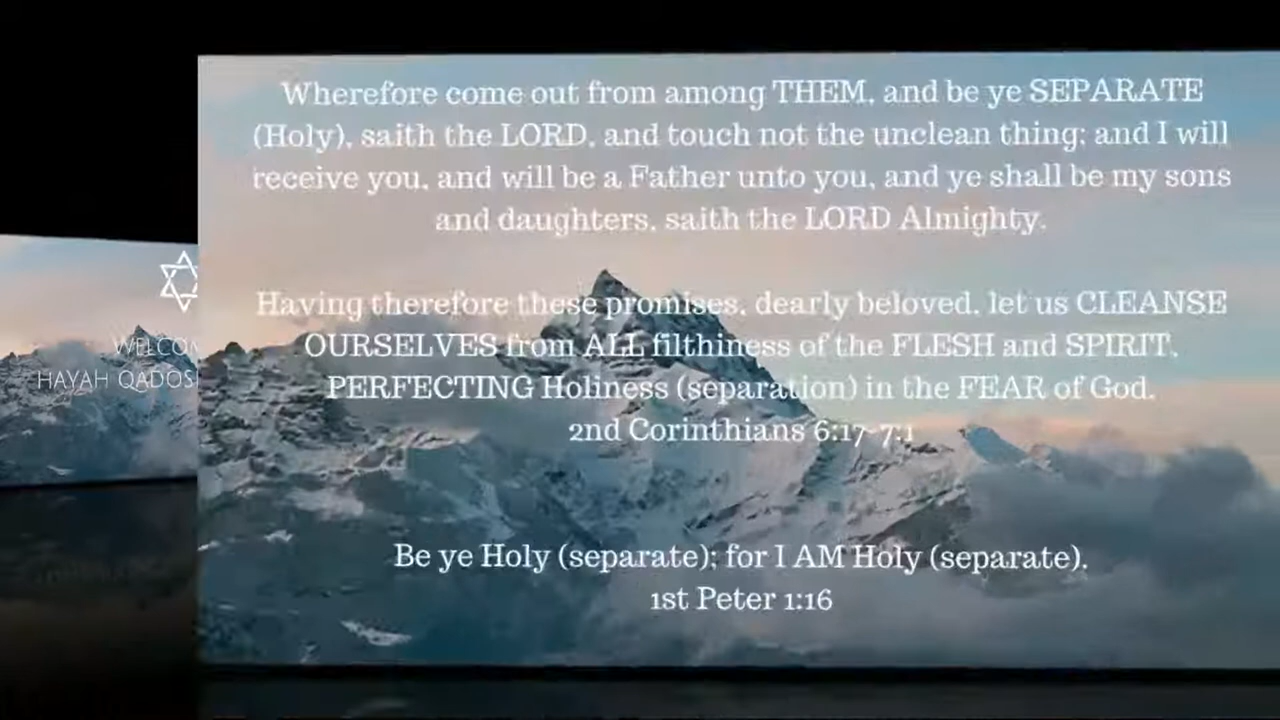 Wherefore come out from among THEM, and be ye SEPARATE
(Holy), saith the LORD, and touch not the unclean thing; and I will
receive you, and will be a Father unto you, and ye shall be my sons
and daughters, saith the LORD Almighty.
Having therefore these promises, dearly beloved, let us CLEANSE
OURSELVES from ALL filthiness of the FLESH and SPIRIT,
PERFECTING Holiness (separation) in the FEAR of God.
2nd Corinthians 6:17-7:1
Be ye Holy (separate); for I AM Holy (separate).
1st Peter 1:16
WELCOM
HAYAH QADOS